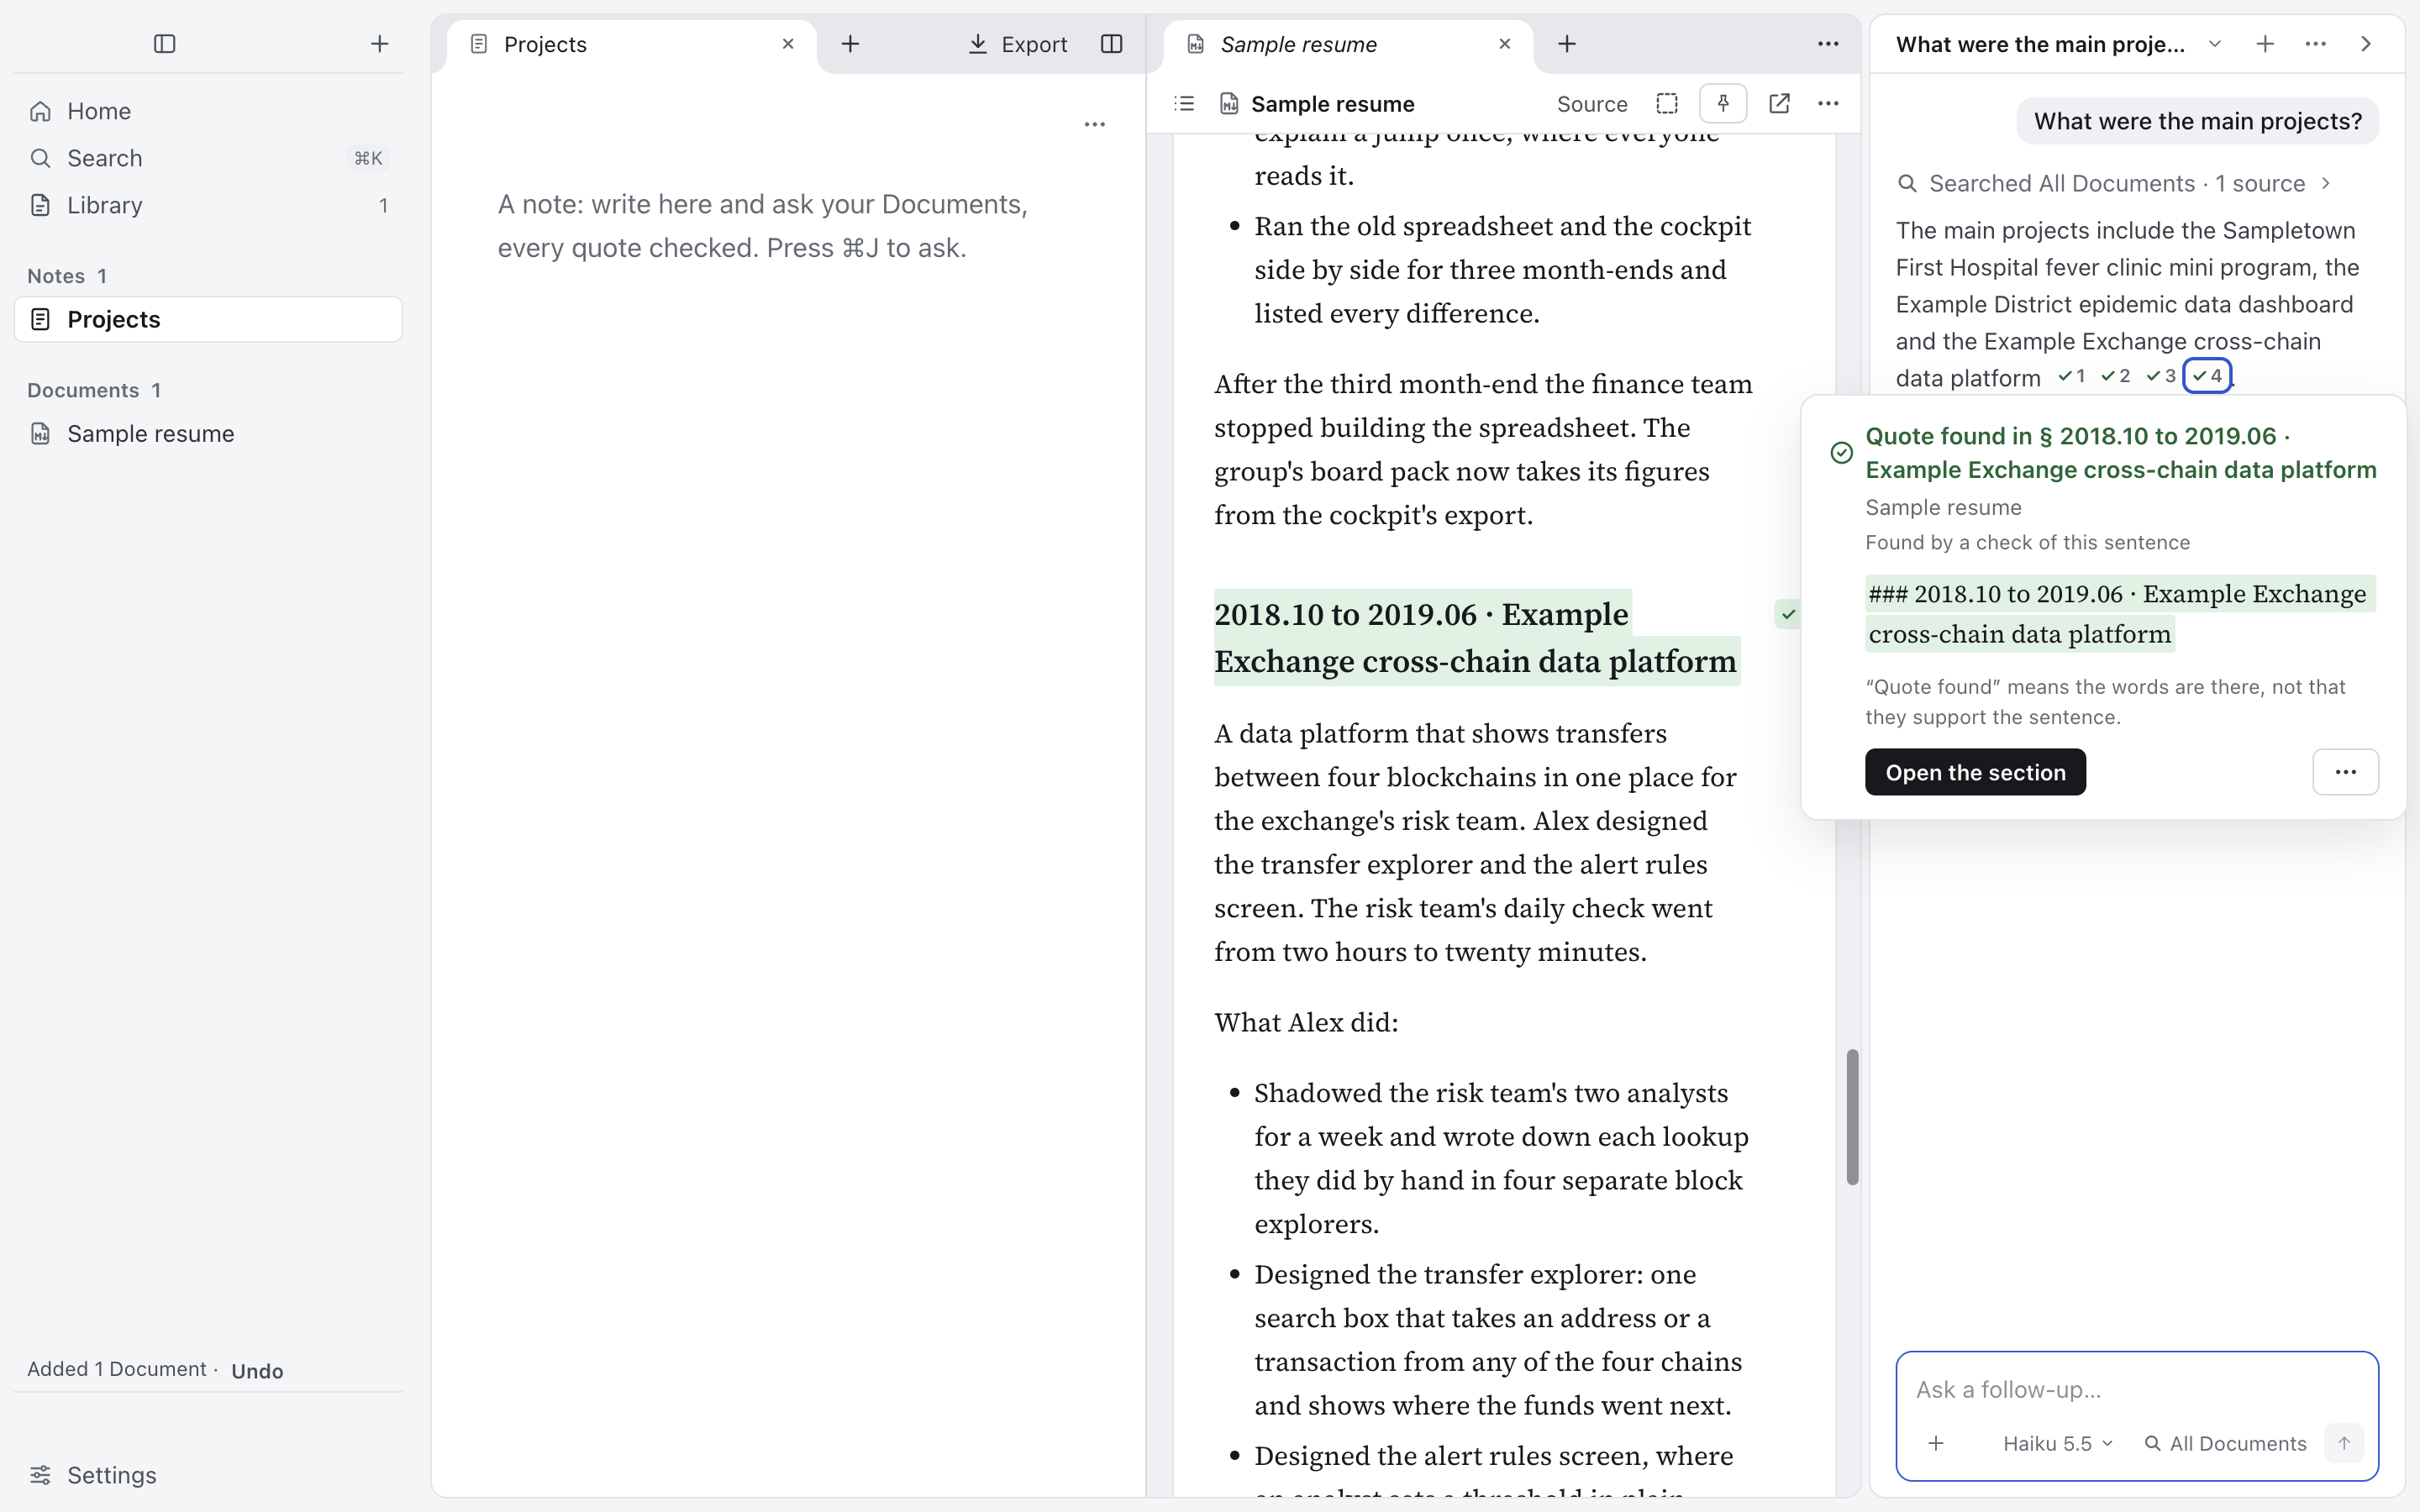 Home
Search ⌘K
Library 1
Notes 1
Projects
Documents 1
Sample resume
Added 1 Document · Undo
Settings
Projects
Export
A note: write here and ask your Documents,
every quote checked. Press ⌘J to ask.
Sample resume
Sample resume
Source
explain a jump once, where everyone
reads it.
• Ran the old spreadsheet and the cockpit
side by side for three month-ends and
listed every difference.
After the third month-end the finance team
stopped building the spreadsheet. The
group's board pack now takes its figures
from the cockpit's export.
2018.10 to 2019.06 · Example
Exchange cross-chain data platform
A data platform that shows transfers
between four blockchains in one place for
the exchange's risk team. Alex designed
the transfer explorer and the alert rules
screen. The risk team's daily check went
from two hours to twenty minutes.
What Alex did:
• Shadowed the risk team's two analysts
for a week and wrote down each lookup
they did by hand in four separate block
explorers.
• Designed the transfer explorer: one
search box that takes an address or a
transaction from any of the four chains
and shows where the funds went next.
• Designed the alert rules screen, where
an analyst sets a threshold in plain
What were the main proje...
What were the main projects?
Searched All Documents · 1 source
The main projects include the Sampletown
First Hospital fever clinic mini program, the
Example District epidemic data dashboard
and the Example Exchange cross-chain
data platform 1 2 3 4 .
Quote found in § 2018.10 to 2019.06 ·
Example Exchange cross-chain data platform
Sample resume
Found by a check of this sentence
### 2018.10 to 2019.06 · Example Exchange
cross-chain data platform
“Quote found” means the words are there, not that
they support the sentence.
Open the section
Ask a follow-up...
Haiku 5.5
All Documents